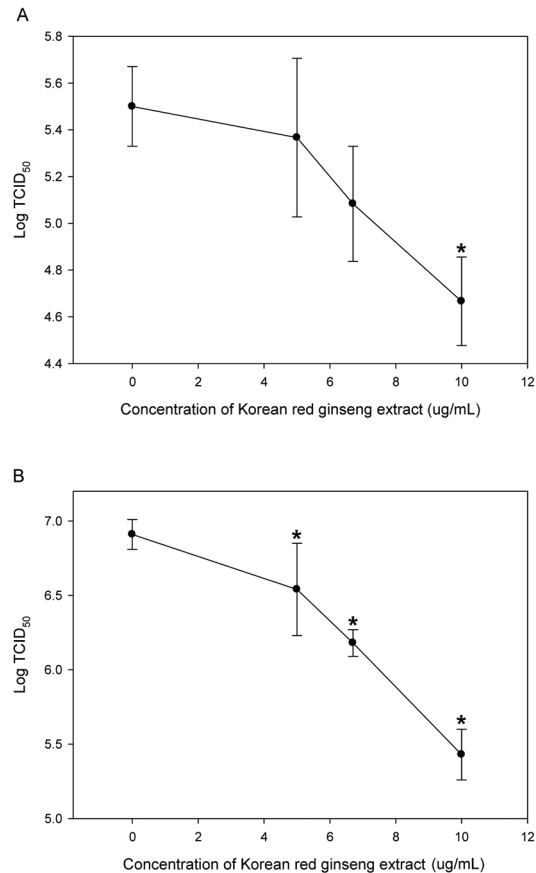 A
5.8
5.6
5.4
5.2
5.0
4.8
4.6
4.4
Log TCID50
*
0 2 4 6 8 10 12
Concentration of Korean red ginseng extract (ug/mL)
B
7.0
6.5
6.0
5.5
5.0
Log TCID50
*
*
*
0 2 4 6 8 10 12
Concentration of Korean red ginseng extract (ug/mL)